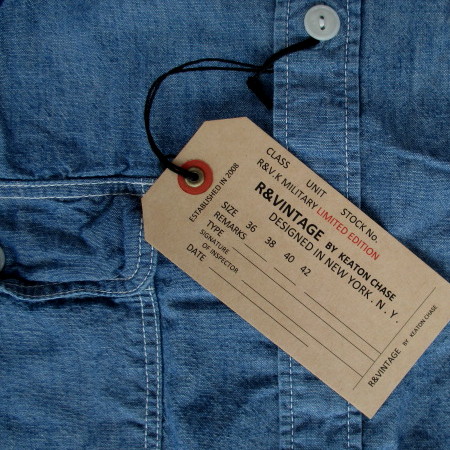 CLASS UNIT STOCK No.
R&V.K MILITARY LIMITED EDITION
R&VINTAGE BY KEATON CHASE
DESIGNED IN NEW YORK . N . Y .
ESTABLISHED IN 2008
SIZE 36 38 40 42
REMARKS
TYPE
SIGNATURE
OF INSPECTOR
DATE
R&VINTAGE BY KEATON CHASE